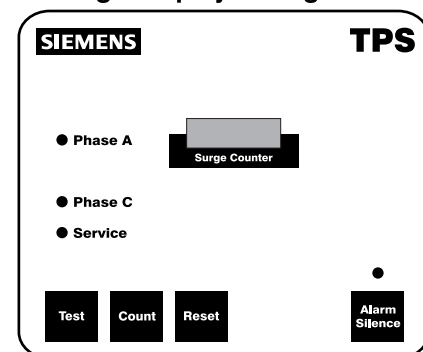 SIEMENS TPS
Phase A
Surge Counter
Phase C
Service
Test Count Reset Alarm Silence